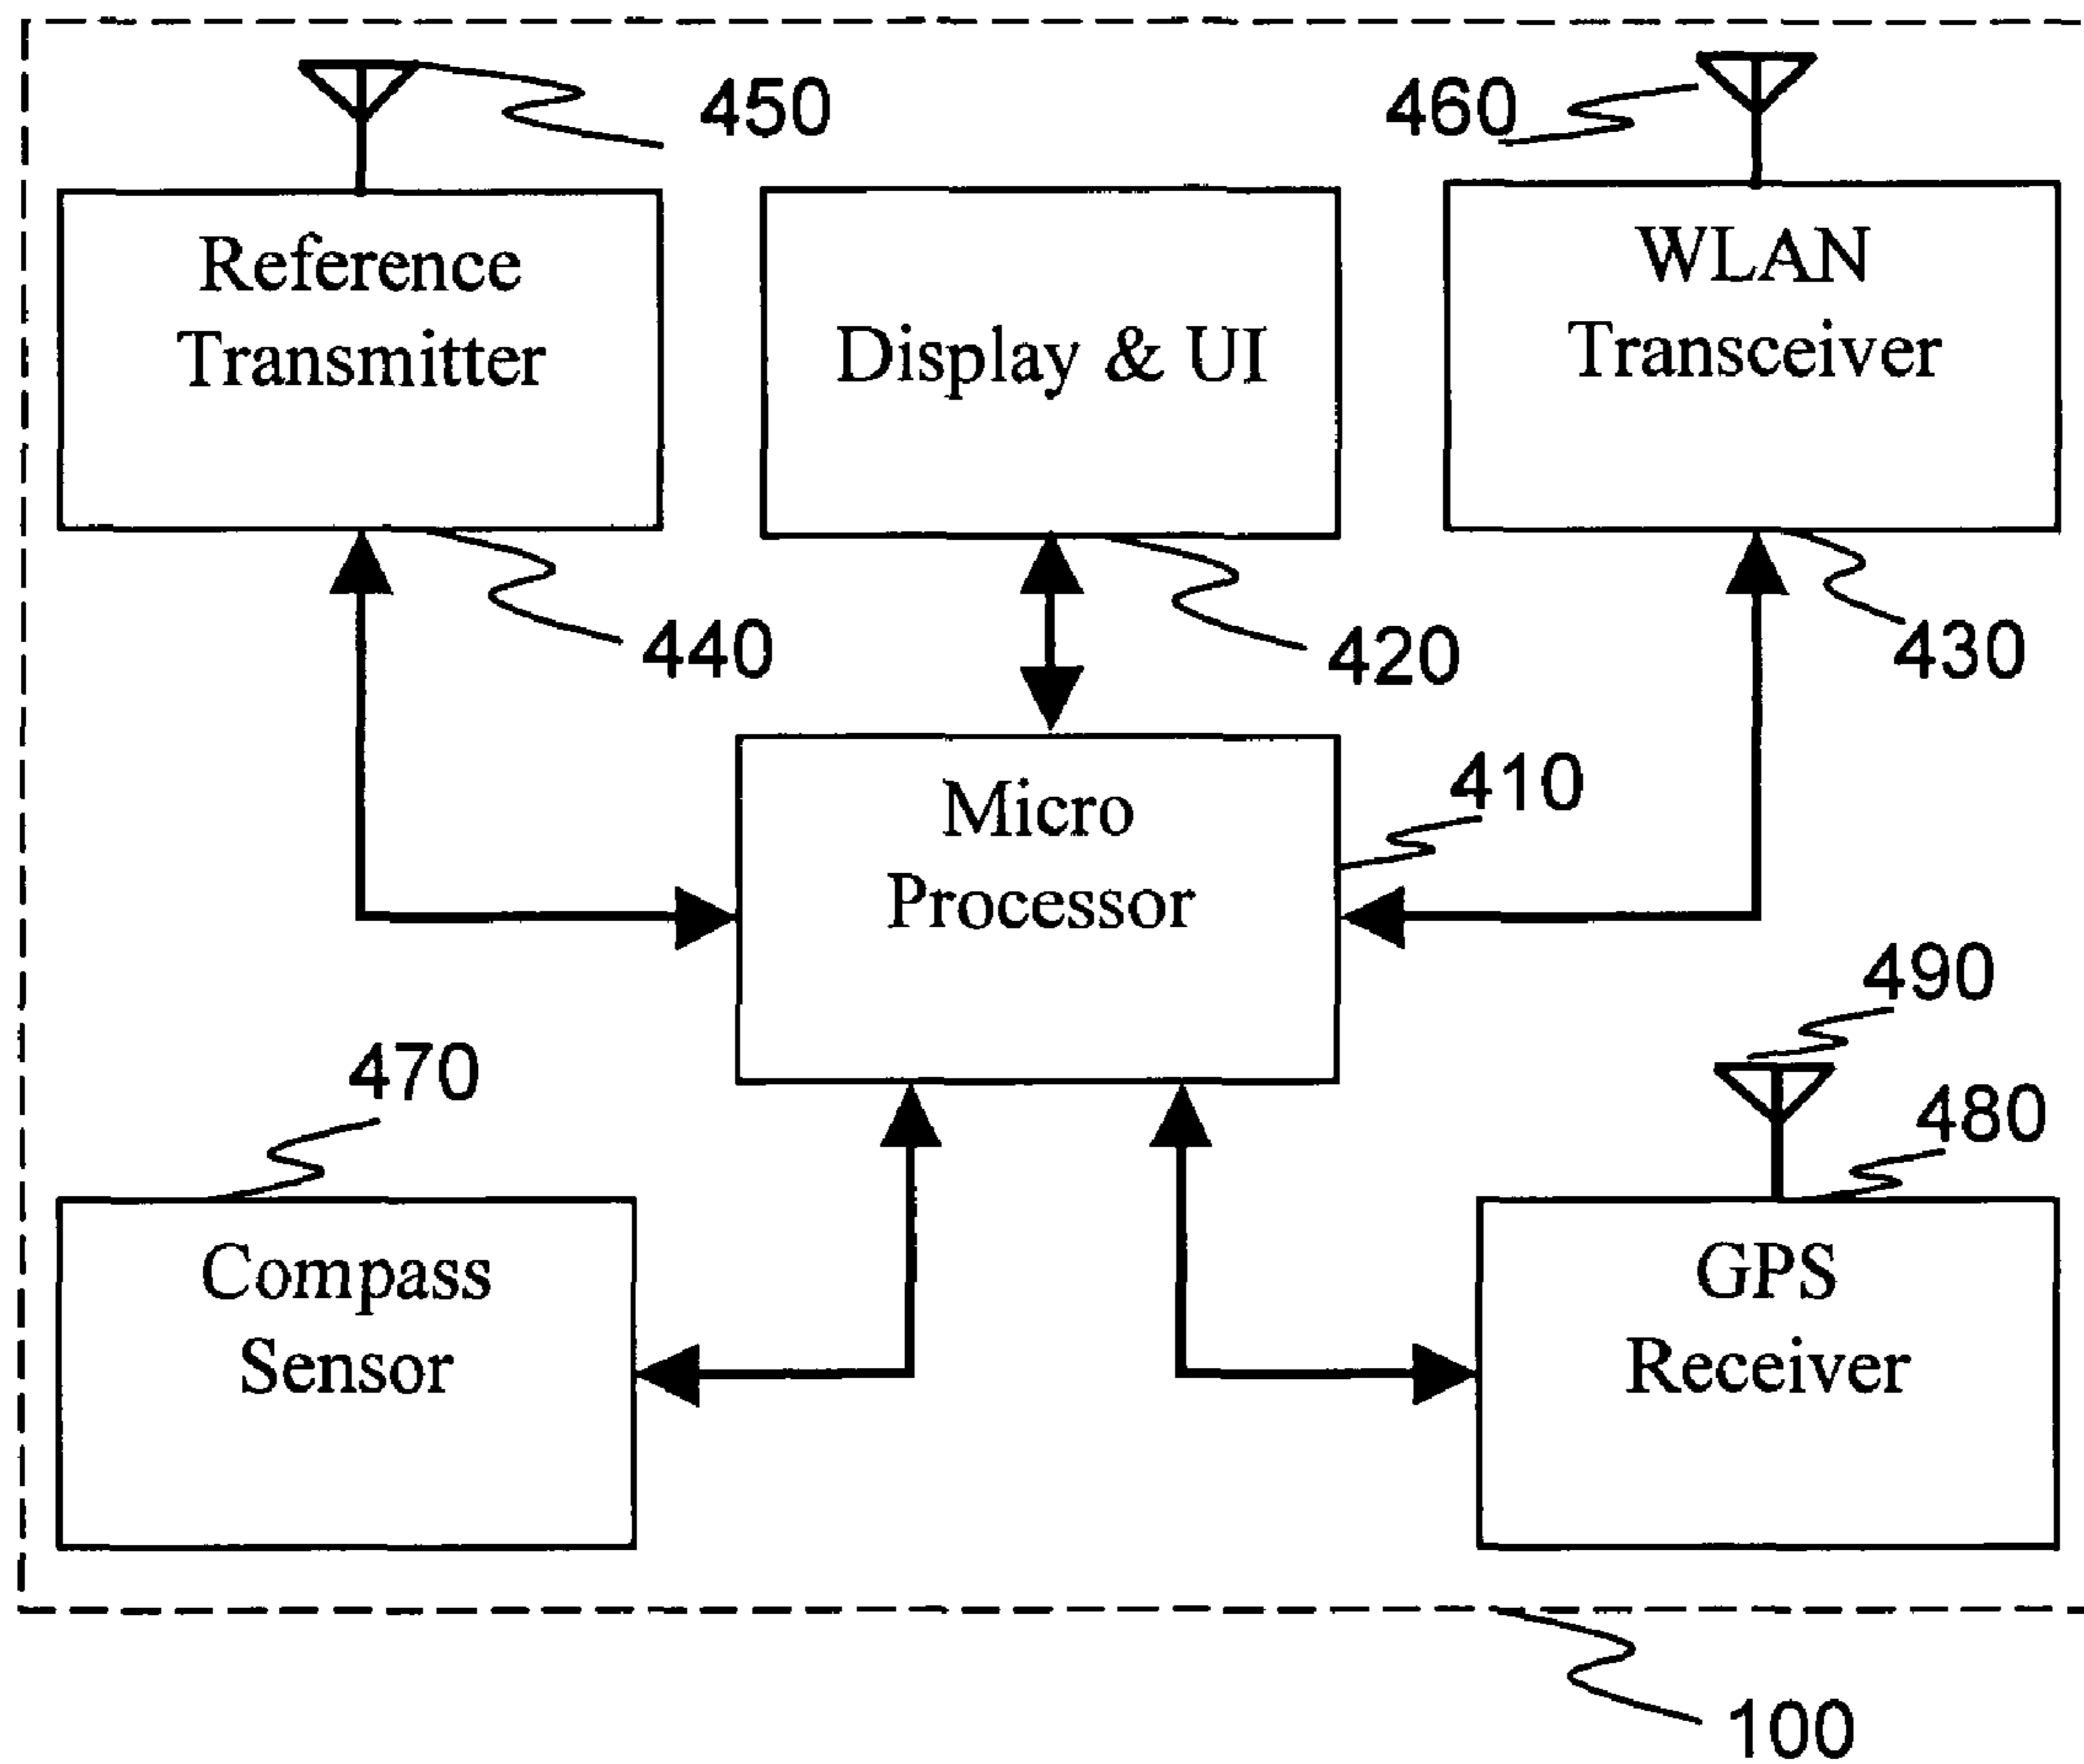 450
460
Reference
Transmitter
Display & UI
WLAN
Transceiver
440
420
430
Micro
Processor
410
490
470
480
Compass
Sensor
GPS
Receiver
100